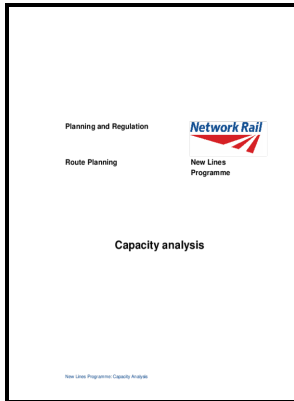 Planning and Regulation
Network Rail
Route Planning
New Lines
Programme
Capacity analysis
New Lines Programme: Capacity Analysis